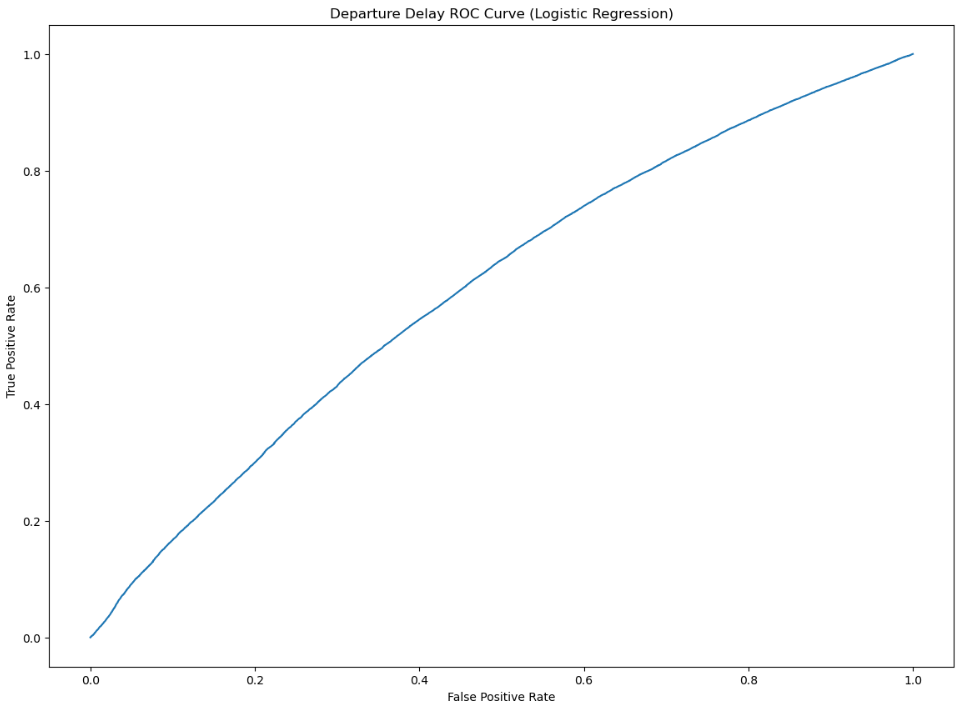 Departure Delay ROC Curve (Logistic Regression)
1.0
0.8
0.6
0.4
0.2
0.0
True Positive Rate
0.0 0.2 0.4 0.6 0.8 1.0
False Positive Rate